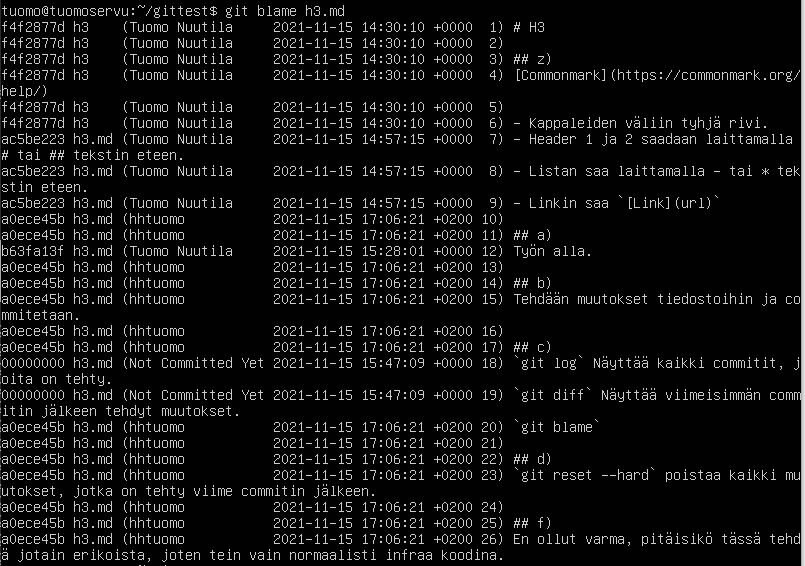 tuomo@tuomoservu:~/gittest$ git blame h3.md
f4f2877d h3    (Tuomo Nuutila     2021-11-15 14:30:10 +0000  1) # H3
f4f2877d h3    (Tuomo Nuutila     2021-11-15 14:30:10 +0000  2)
f4f2877d h3    (Tuomo Nuutila     2021-11-15 14:30:10 +0000  3) ## z)
f4f2877d h3    (Tuomo Nuutila     2021-11-15 14:30:10 +0000  4) [Commonmark](https://commonmark.org/
help/)
f4f2877d h3    (Tuomo Nuutila     2021-11-15 14:30:10 +0000  5)
f4f2877d h3    (Tuomo Nuutila     2021-11-15 14:30:10 +0000  6) - Kappaleiden väliin tyhjä rivi.
ac5be223 h3.md (Tuomo Nuutila     2021-11-15 14:57:15 +0000  7) - Header 1 ja 2 saadaan laittamalla
# tai ## tekstin eteen.
ac5be223 h3.md (Tuomo Nuutila     2021-11-15 14:57:15 +0000  8) - Listan saa laittamalla - tai * tek
stin eteen.
ac5be223 h3.md (Tuomo Nuutila     2021-11-15 14:57:15 +0000  9) - Linkin saa `[Link](url)`
a0ece45b h3.md (hhtuomo           2021-11-15 17:06:21 +0200 10)
a0ece45b h3.md (hhtuomo           2021-11-15 17:06:21 +0200 11) ## a)
b63fa13f h3.md (Tuomo Nuutila     2021-11-15 15:28:01 +0000 12) Työn alla.
a0ece45b h3.md (hhtuomo           2021-11-15 17:06:21 +0200 13)
a0ece45b h3.md (hhtuomo           2021-11-15 17:06:21 +0200 14) ## b)
a0ece45b h3.md (hhtuomo           2021-11-15 17:06:21 +0200 15) Tehdään muutokset tiedostoihin ja co
mmitetaan.
a0ece45b h3.md (hhtuomo           2021-11-15 17:06:21 +0200 16)
a0ece45b h3.md (hhtuomo           2021-11-15 17:06:21 +0200 17) ## c)
00000000 h3.md (Not Committed Yet 2021-11-15 15:47:09 +0000 18) `git log` Näyttää kaikki commitit, j
oita on tehty.
00000000 h3.md (Not Committed Yet 2021-11-15 15:47:09 +0000 19) `git diff` Näyttää viimeisimmän comm
itin jälkeen tehdyt muutokset.
a0ece45b h3.md (hhtuomo           2021-11-15 17:06:21 +0200 20) `git blame`
a0ece45b h3.md (hhtuomo           2021-11-15 17:06:21 +0200 21)
a0ece45b h3.md (hhtuomo           2021-11-15 17:06:21 +0200 22) ## d)
a0ece45b h3.md (hhtuomo           2021-11-15 17:06:21 +0200 23) `git reset --hard` poistaa kaikki mu
utokset, jotka on tehty viime commitin jälkeen.
a0ece45b h3.md (hhtuomo           2021-11-15 17:06:21 +0200 24)
a0ece45b h3.md (hhtuomo           2021-11-15 17:06:21 +0200 25) ## f)
a0ece45b h3.md (hhtuomo           2021-11-15 17:06:21 +0200 26) En ollut varma, pitäisikö tässä tehd
ä jotain erikoista, joten tein vain normaalisti infraa koodina.